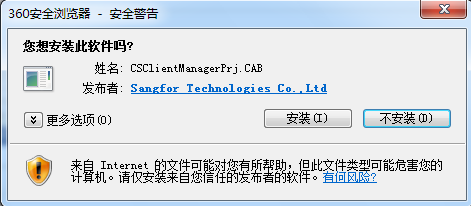 360安全浏览器 - 安全警告
您想安装此软件吗?
姓名: CSClientManagerPrj.CAB
发布者: Sangfor Technologies Co.,Ltd
更多选项(O) 安装(I) 不安装(D)
来自 Internet 的文件可能对您有所帮助，但此文件类型可能危害您的
计算机。请仅安装来自您信任的发布者的软件。有何风险?